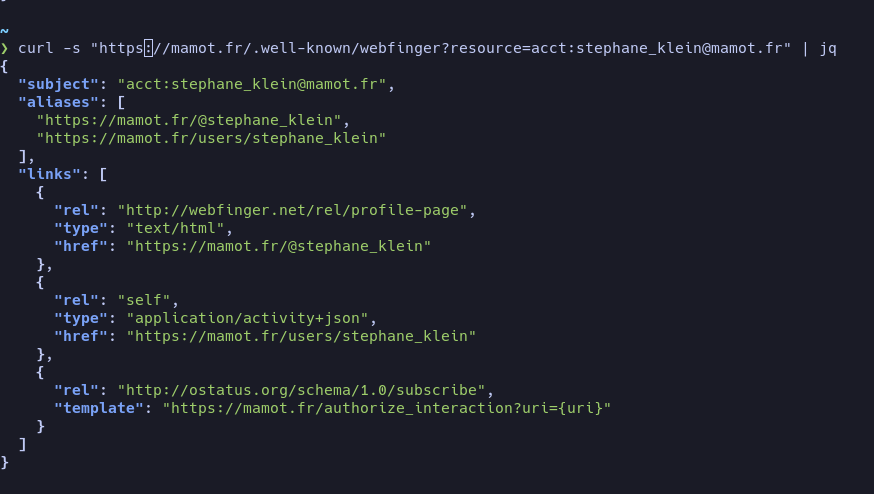 ~
❯ curl -s "https://mamot.fr/.well-known/webfinger?resource=acct:stephane_klein@mamot.fr" | jq
{
  "subject": "acct:stephane_klein@mamot.fr",
  "aliases": [
    "https://mamot.fr/@stephane_klein",
    "https://mamot.fr/users/stephane_klein"
  ],
  "links": [
    {
      "rel": "http://webfinger.net/rel/profile-page",
      "type": "text/html",
      "href": "https://mamot.fr/@stephane_klein"
    },
    {
      "rel": "self",
      "type": "application/activity+json",
      "href": "https://mamot.fr/users/stephane_klein"
    },
    {
      "rel": "http://ostatus.org/schema/1.0/subscribe",
      "template": "https://mamot.fr/authorize_interaction?uri={uri}"
    }
  ]
}